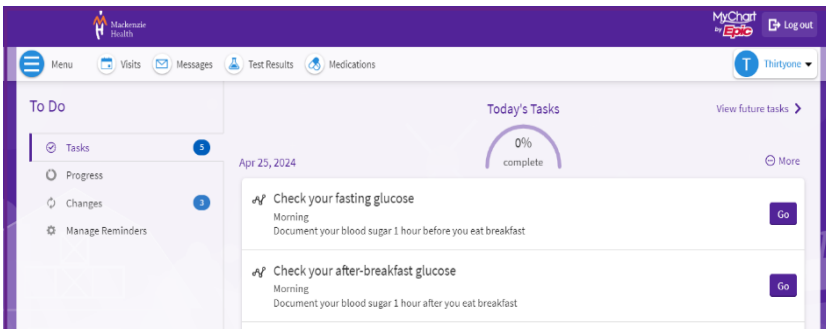 Mackenzie
Health
MyChart
by Epic
Log out
Menu
Visits
Messages
Test Results
Medications
T
Thirtyone
To Do
Tasks
5
Progress
Changes
3
Manage Reminders
Today's Tasks
View future tasks
0%
complete
Apr 25, 2024
More
Check your fasting glucose
Morning
Document your blood sugar 1 hour before you eat breakfast
Go
Check your after-breakfast glucose
Morning
Document your blood sugar 1 hour after you eat breakfast
Go